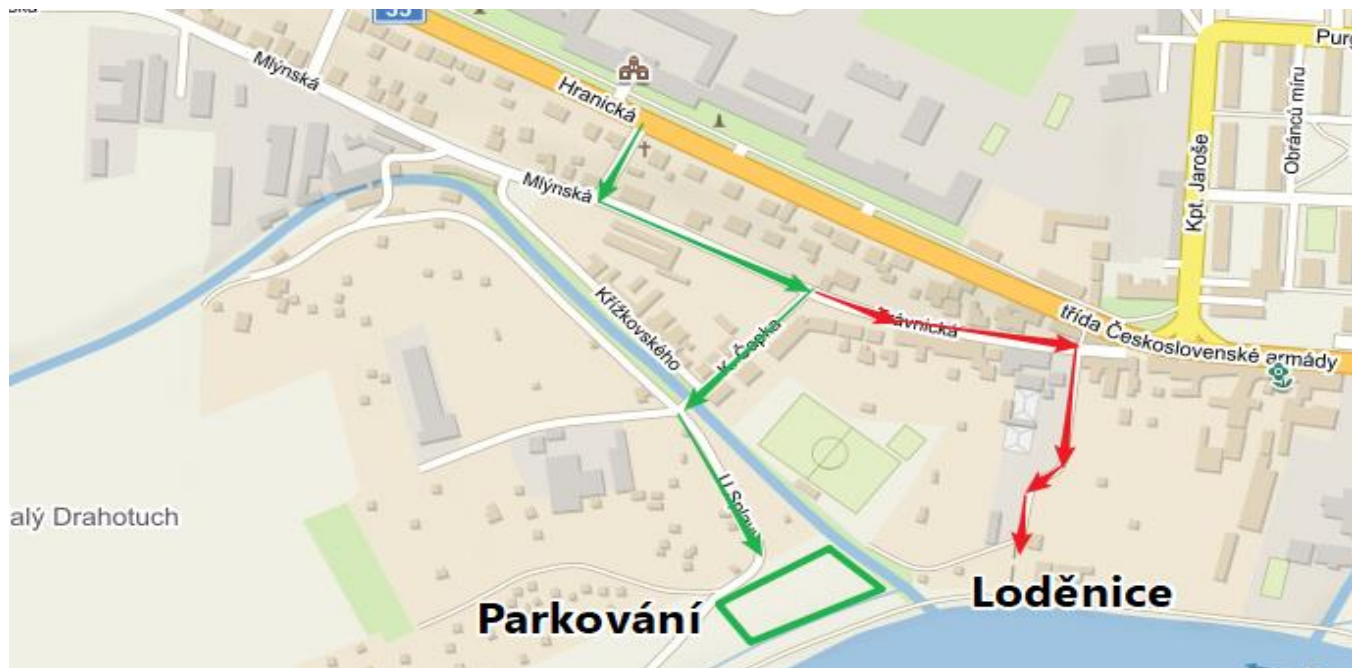 35
Mlýnská
Hranická
Purg
Obránců míru
Kpt. Jaroše
Mlýnská
Trávnická
třída Československé armády
Křížkovského
K. Čapka
U Splavu
alý Drahotuch
Parkování
Loděnice